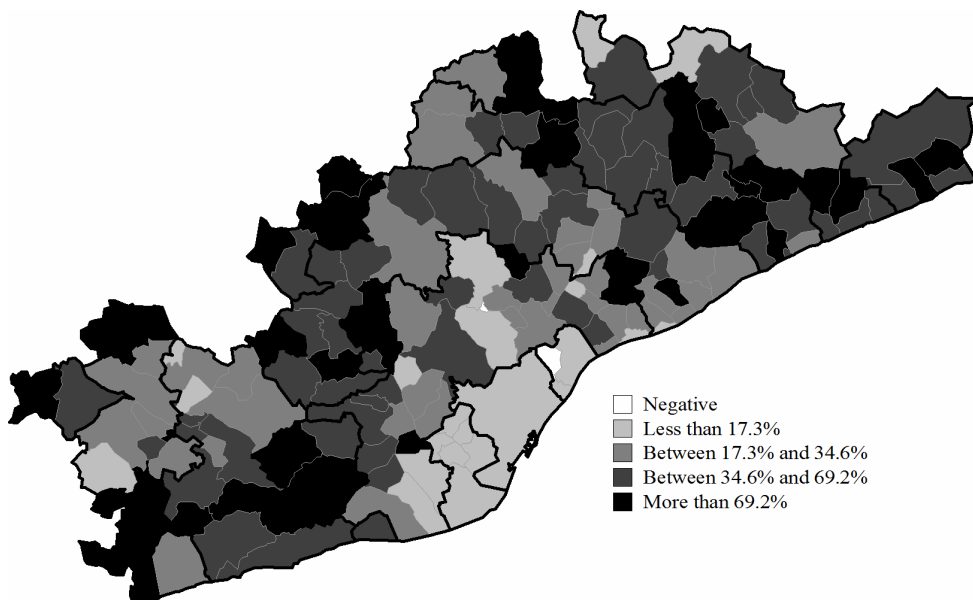 Negative
Less than 17.3%
Between 17.3% and 34.6%
Between 34.6% and 69.2%
More than 69.2%